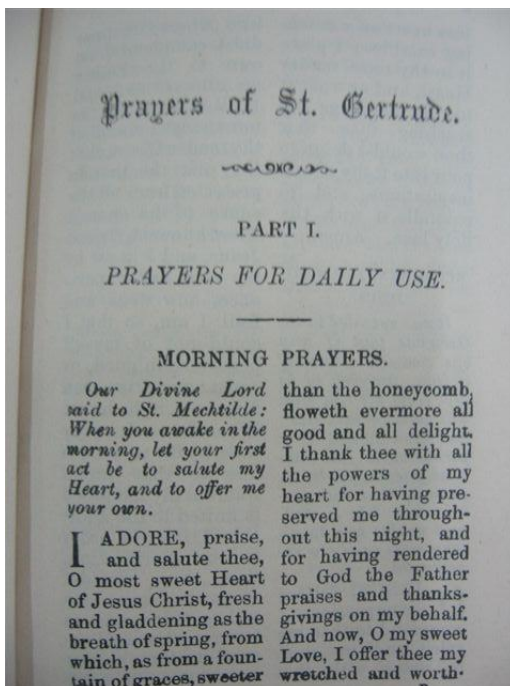 Prayers of St. Gertrude.
PART I.
PRAYERS FOR DAILY USE.
MORNING PRAYERS.
Our Divine Lord
said to St. Mechtilde:
When you awake in the
morning, let your first
act be to salute my
Heart, and to offer me
your own.
I ADORE, praise,
and salute thee,
O most sweet Heart
of Jesus Christ, fresh
and gladdening as the
breath of spring, from
which, as from a foun-
tain of graces, sweeter
than the honeycomb,
floweth evermore all
good and all delight.
I thank thee with all
the powers of my
heart for having pre-
served me through-
out this night, and
for having rendered
to God the Father
praises and thanks-
givings on my behalf.
And now, O my sweet
Love, I offer thee my
wretched and worth-